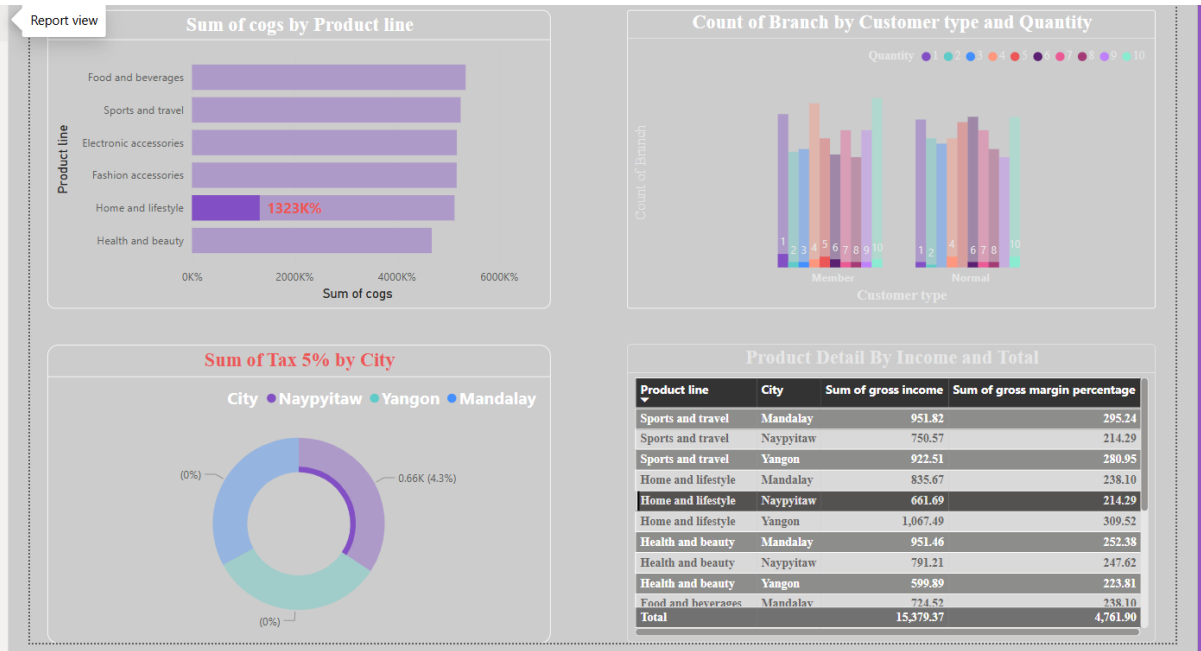 Report view
Sum of cogs by Product line
Food and beverages
Sports and travel
Electronic accessories
Fashion accessories
Home and lifestyle
1323K%
Health and beauty
Product line
0K% 2000K% 4000K% 6000K%
Sum of cogs
Count of Branch by Customer type and Quantity
Quantity 1 2 3 4 5 6 7 8 9 10
Count of Branch
1 2 3 4 5 6 7 8 9 10
1 2 4 6 7 8 10
Member Normal
Customer type
Sum of Tax 5% by City
City Naypyitaw Yangon Mandalay
(0%)
0.66K (4.3%)
(0%)
Product Detail By Income and Total
Product line City Sum of gross income Sum of gross margin percentage
Sports and travel Mandalay 951.82 295.24
Sports and travel Naypyitaw 750.57 214.29
Sports and travel Yangon 922.51 280.95
Home and lifestyle Mandalay 835.67 238.10
Home and lifestyle Naypyitaw 661.69 214.29
Home and lifestyle Yangon 1,067.49 309.52
Health and beauty Mandalay 951.46 252.38
Health and beauty Naypyitaw 791.21 247.62
Health and beauty Yangon 599.89 223.81
Food and beverages Mandalay 724.52 238.10
Total 15,379.37 4,761.90